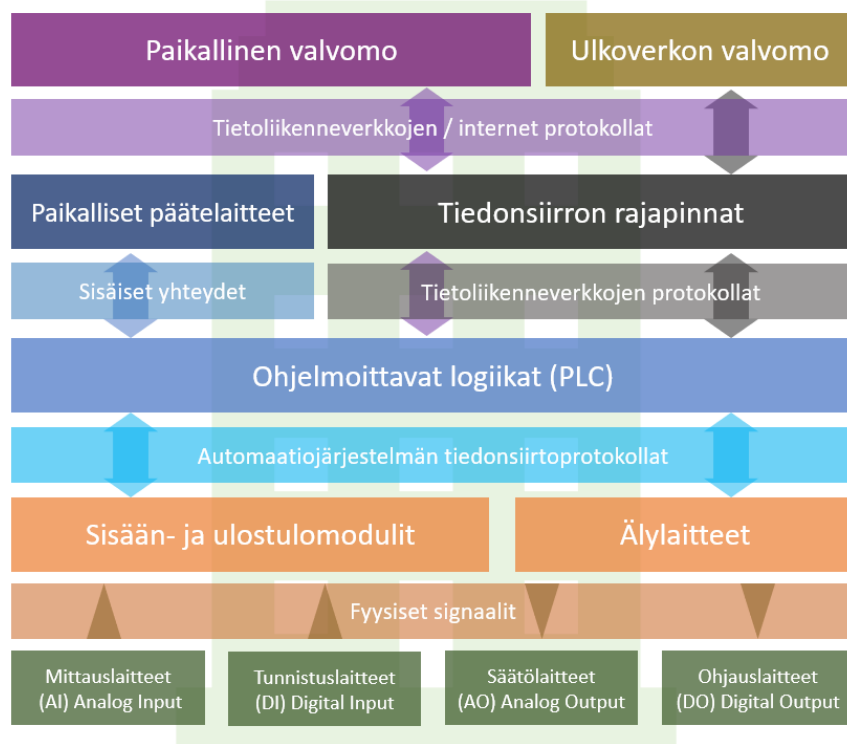 Paikallinen valvomo
Ulkoverkon valvomo
Tietoliikenneverkkojen / internet protokollat
Paikalliset päätelaitteet
Tiedonsiirron rajapinnat
Sisäiset yhteydet
Tietoliikenneverkkojen protokollat
Ohjelmoittavat logiikat (PLC)
Automaatiojärjestelmän tiedonsiirtoprotokollat
Sisään- ja ulostulomodulit
Älylaitteet
Fyysiset signaalit
Mittauslaitteet
(AI) Analog Input
Tunnistuslaitteet
(DI) Digital Input
Säätölaitteet
(AO) Analog Output
Ohjauslaitteet
(DO) Digital Output